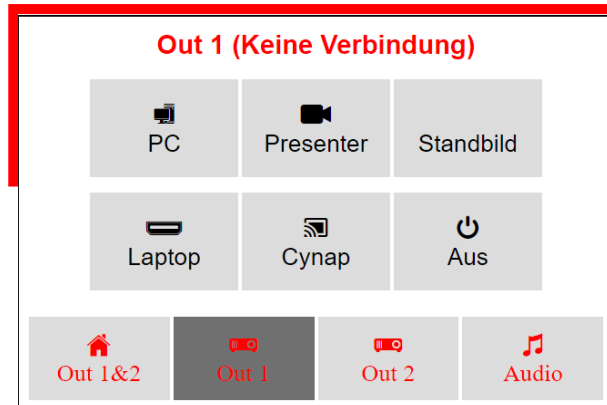 Out 1 (Keine Verbindung)
PC
Presenter
Standbild
Laptop
Cynap
Aus
Out 1&2
Out 1
Out 2
Audio